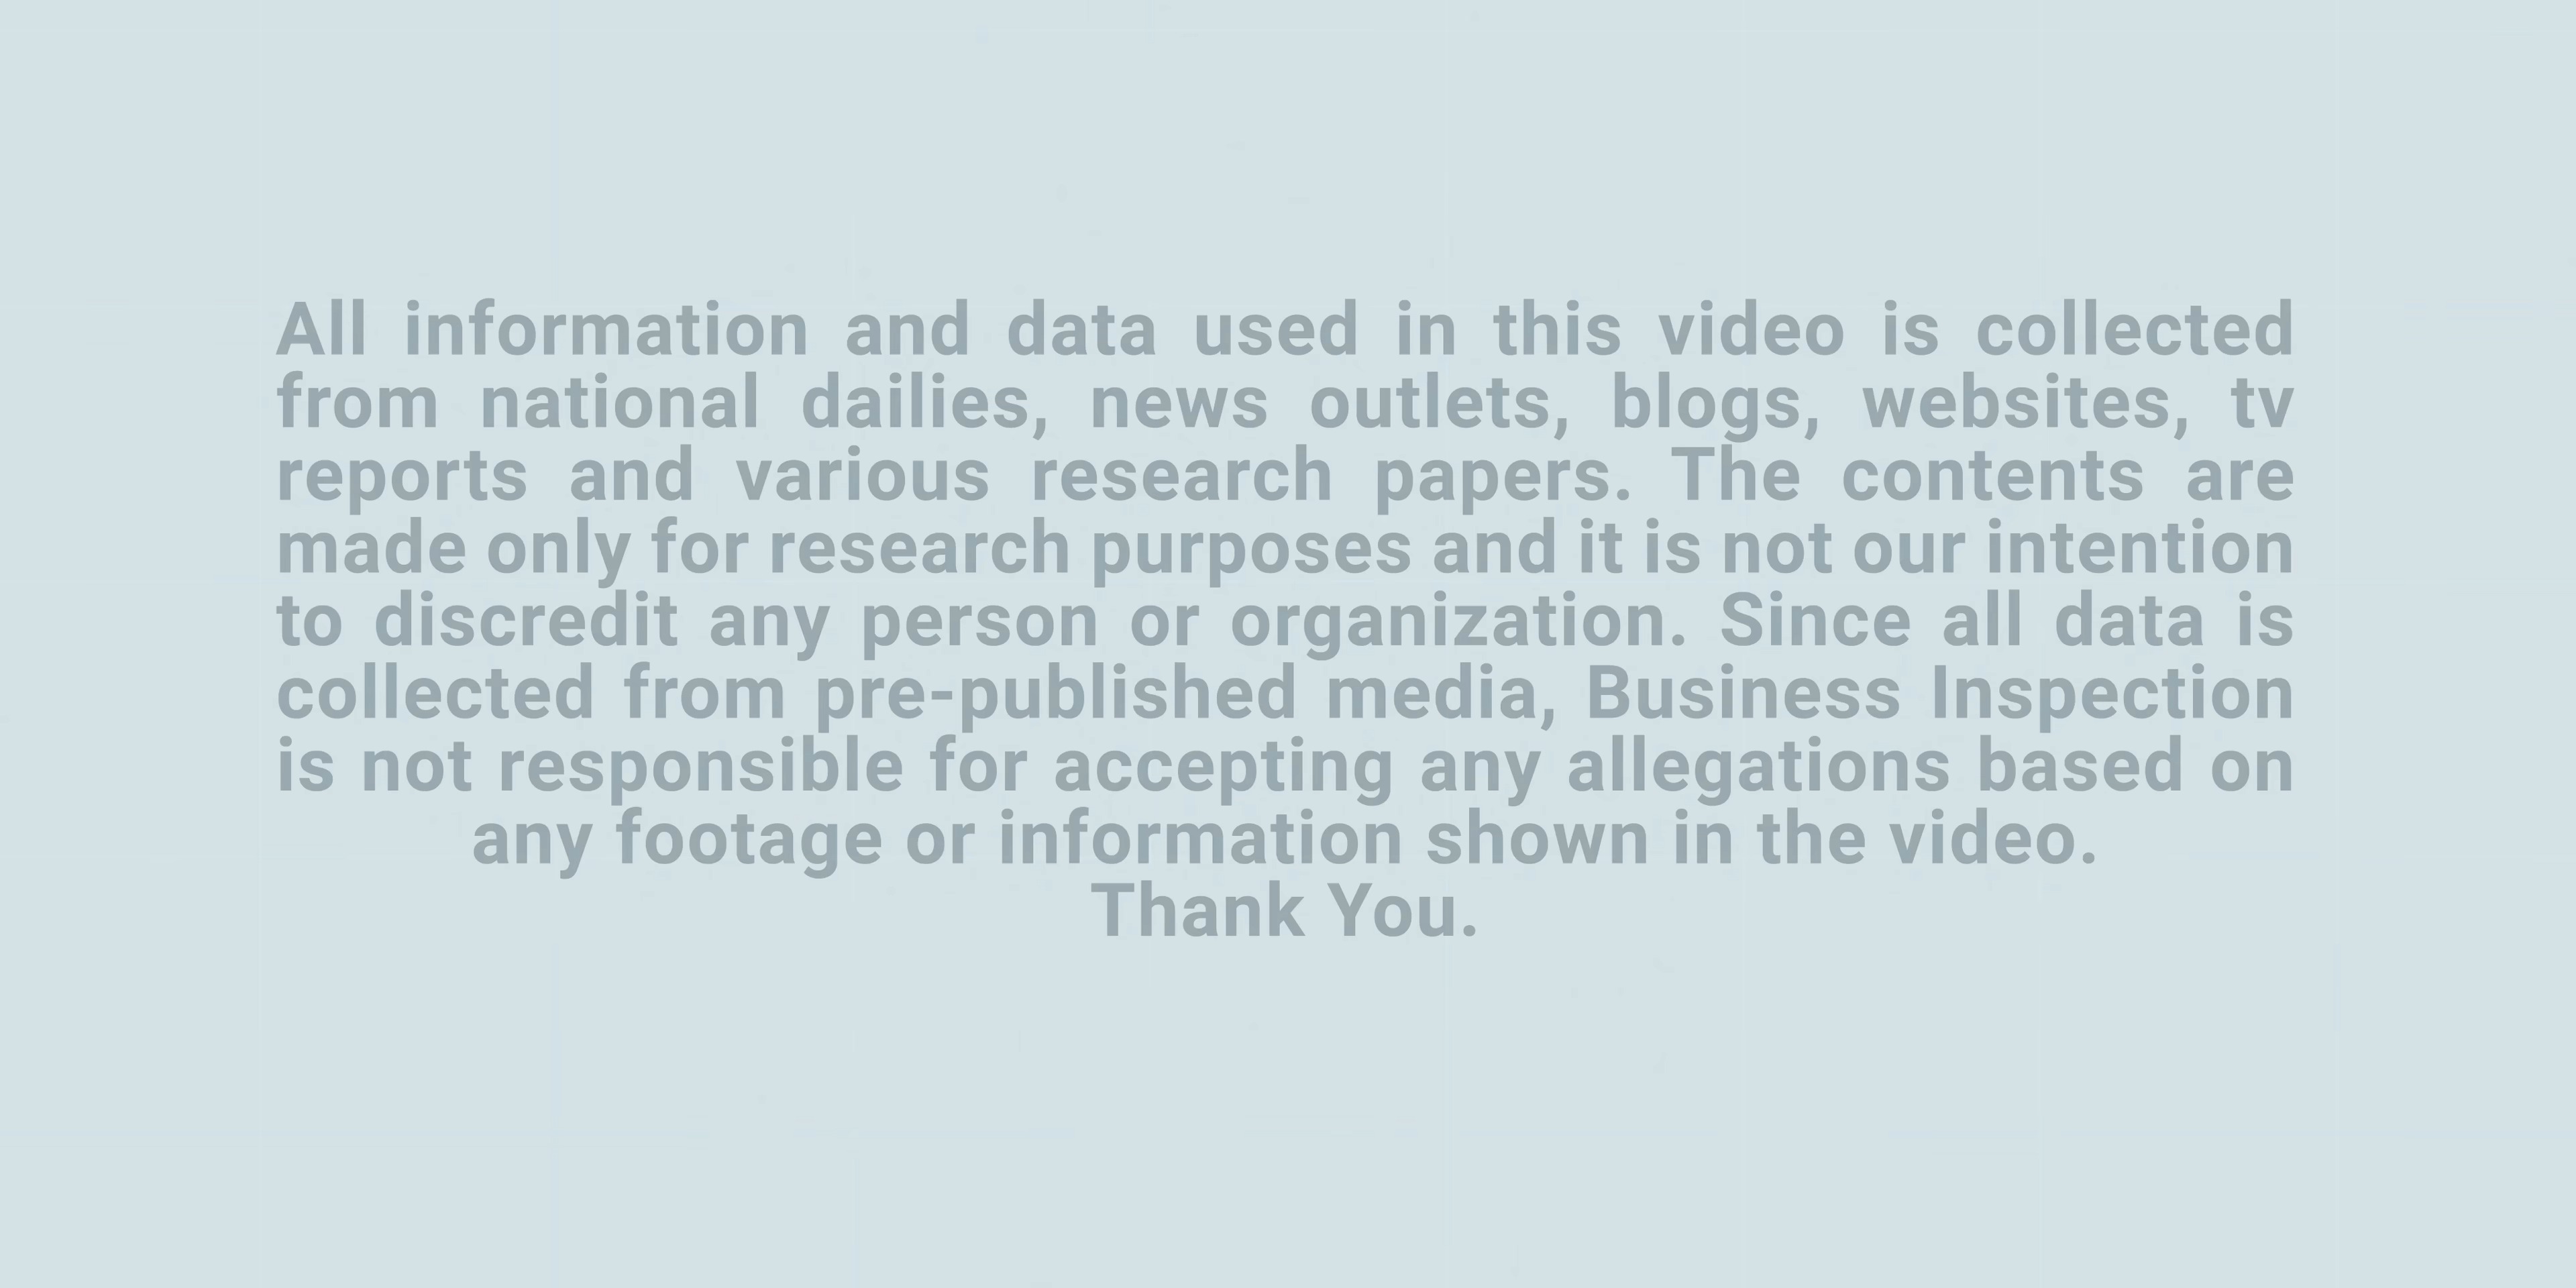 All information and data used in this video is collected
from national dailies, news outlets, blogs, websites, tv
reports and various research papers. The contents are
made only for research purposes and it is not our intention
to discredit any person or organization. Since all data is
collected from pre-published media, Business Inspection
is not responsible for accepting any allegations based on
any footage or information shown in the video.
Thank You.